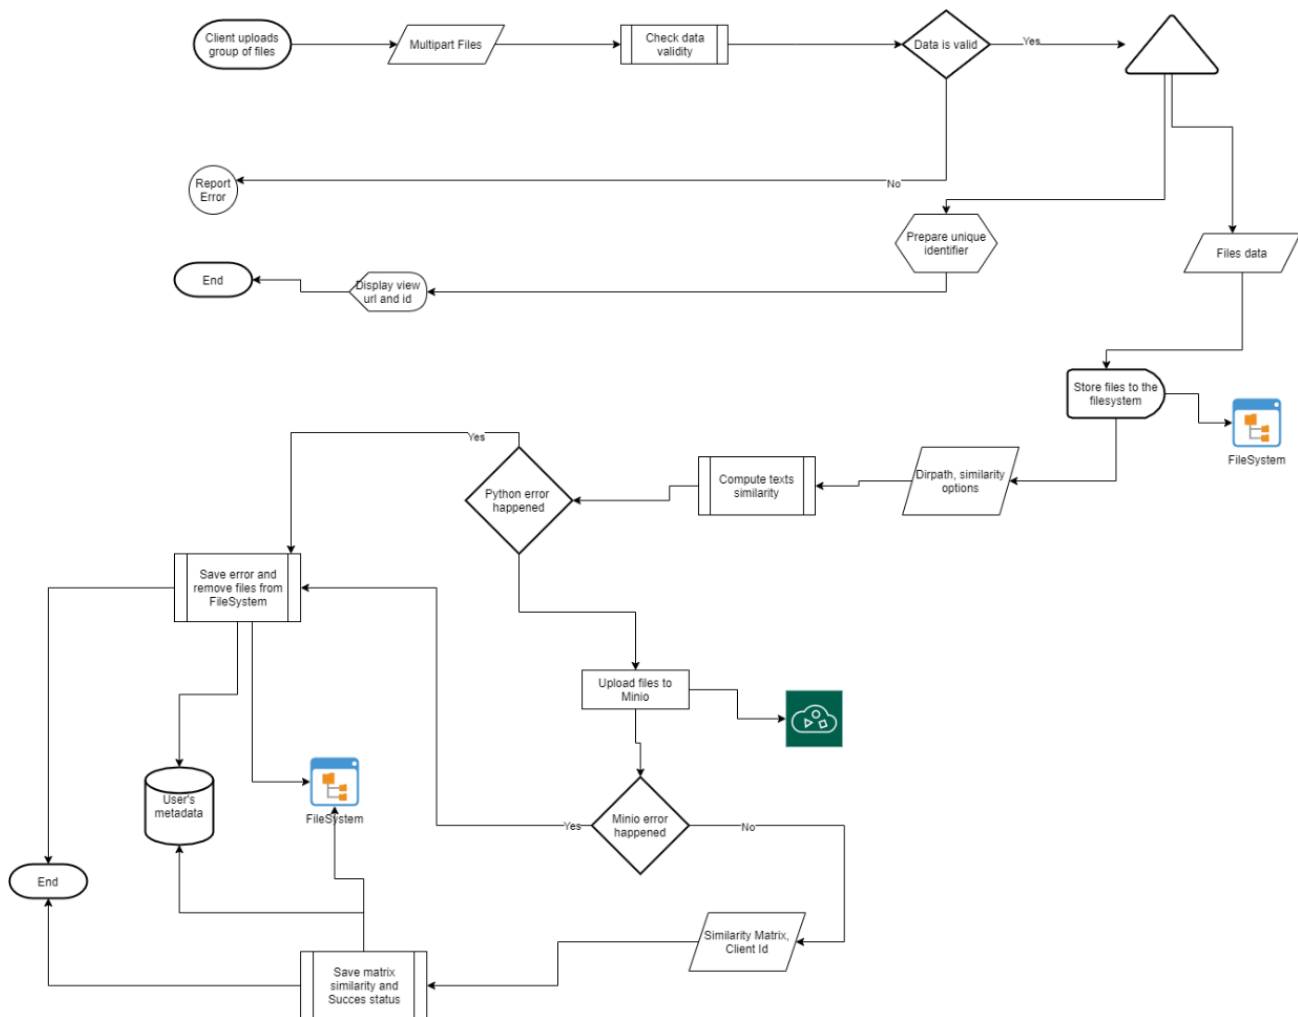 Client uploads
group of files
Multipart Files
Check data
validity
Data is valid
Yes
Report
Error
No
Prepare unique
identifier
Files data
End
Display view
url and id
Store files to the
filesystem
FileSystem
Yes
Python error
happened
Compute texts
similarity
Dirpath, similarity
options
Save error and
remove files from
FileSystem
Upload files to
Minio
User's
metadata
FileSystem
Yes
Minio error
happened
No
End
Similarity Matrix,
Client Id
Save matrix
similarity and
Succes status